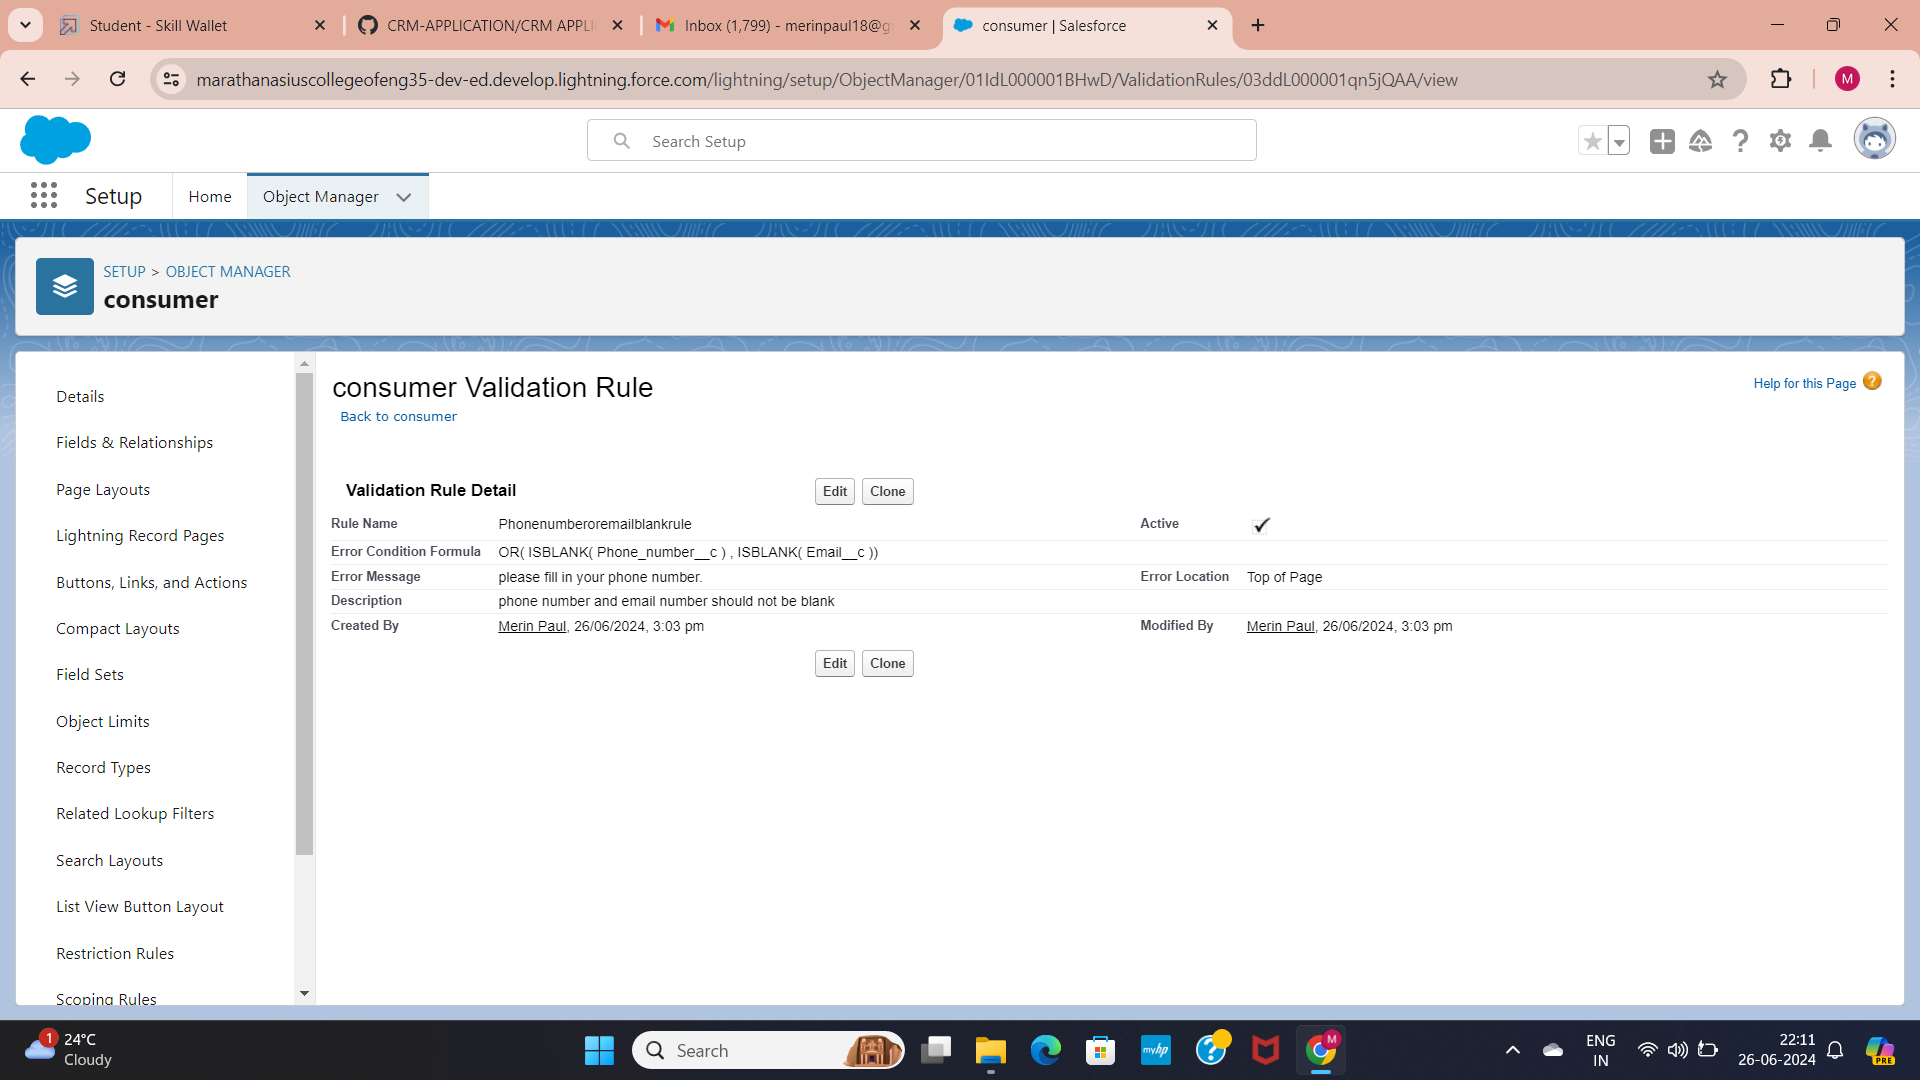 Student - Skill Wallet
CRM-APPLICATION/CRM APPLI
Inbox (1,799) - merinpaul18@g
consumer | Salesforce
marathanasiuscollegeofeng35-dev-ed.develop.lightning.force.com/lightning/setup/ObjectManager/01IdL000001BHwD/ValidationRules/03ddL000001qn5jQAA/view
M
Search Setup
Setup
Home
Object Manager
SETUP > OBJECT MANAGER
consumer
Details
Fields & Relationships
Page Layouts
Lightning Record Pages
Buttons, Links, and Actions
Compact Layouts
Field Sets
Object Limits
Record Types
Related Lookup Filters
Search Layouts
List View Button Layout
Restriction Rules
Scoping Rules
consumer Validation Rule
Help for this Page ?
Back to consumer
Validation Rule Detail
Edit Clone
Rule Name Phonenumberoremailblankrule Active
Error Condition Formula OR( ISBLANK( Phone_number__c ) , ISBLANK( Email__c ))
Error Message please fill in your phone number. Error Location Top of Page
Description phone number and email number should not be blank
Created By Merin Paul, 26/06/2024, 3:03 pm Modified By Merin Paul, 26/06/2024, 3:03 pm
Edit Clone
1
24°C
Cloudy
Search
myhp
?
M
ENG
IN
22:11
26-06-2024
PRE